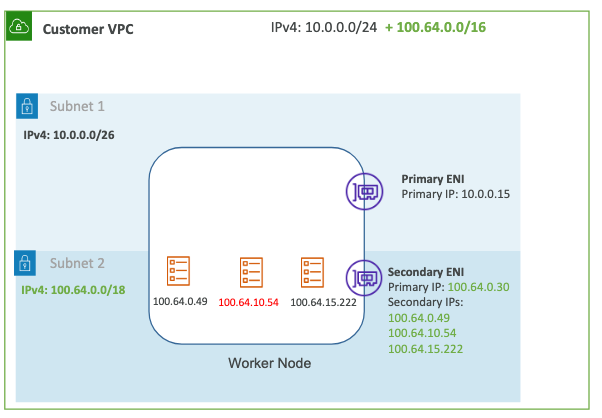 Customer VPC
IPv4: 10.0.0.0/24 + 100.64.0.0/16
Subnet 1
IPv4: 10.0.0.0/26
Primary ENI
Primary IP: 10.0.0.15
Subnet 2
IPv4: 100.64.0.0/18
100.64.0.49
100.64.10.54
100.64.15.222
Secondary ENI
Primary IP: 100.64.0.30
Secondary IPs:
100.64.0.49
100.64.10.54
100.64.15.222
Worker Node